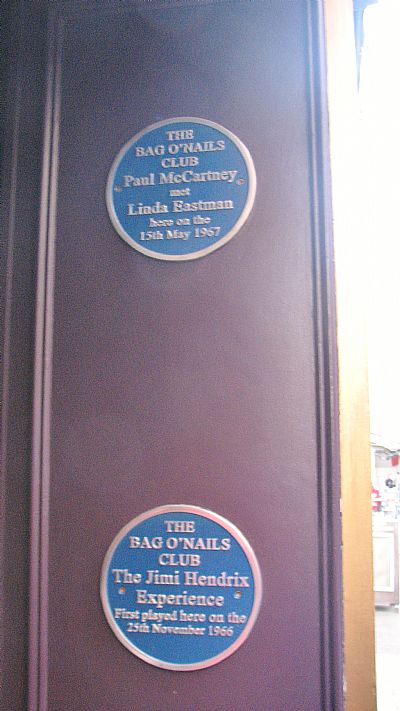 THE
BAG O'NAILS
CLUB
Paul McCartney
met
Linda Eastman
here on the
15th May 1967
THE
BAG O'NAILS
CLUB
The Jimi Hendrix
Experience
First played here on the
25th November 1966